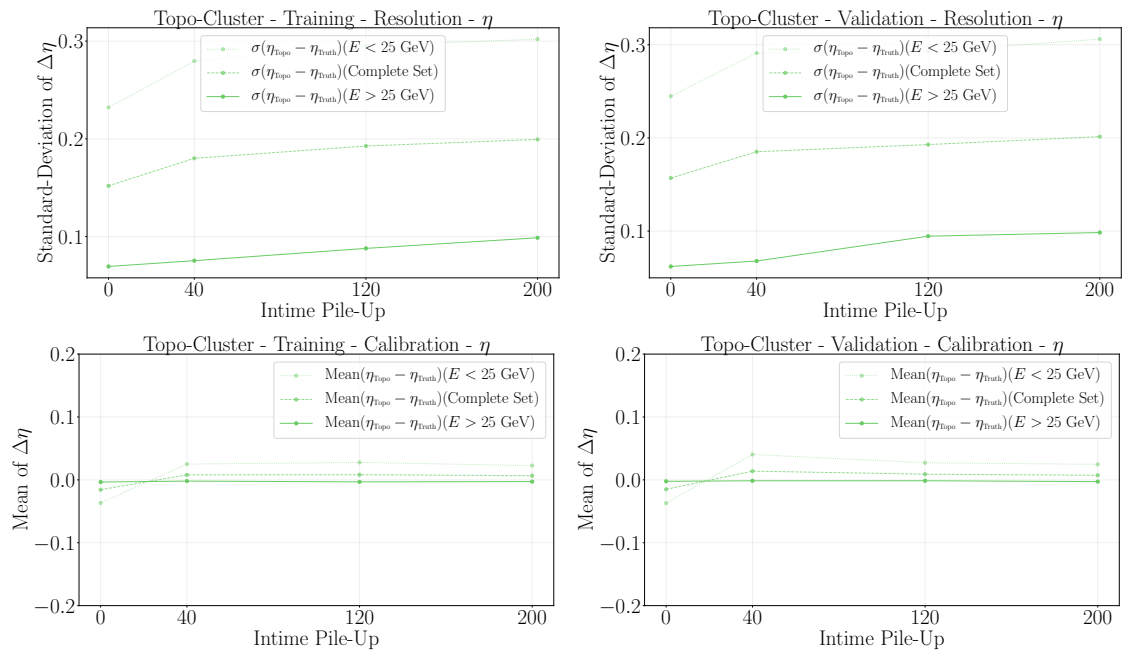 Topo-Cluster - Training - Resolution - η
Standard-Deviation of Δη
0.3
0.2
0.1
σ(η_Topo − η_Truth)(E < 25 GeV)
σ(η_Topo − η_Truth)(Complete Set)
σ(η_Topo − η_Truth)(E > 25 GeV)
0 40 120 200
Intime Pile-Up
Topo-Cluster - Validation - Resolution - η
Standard-Deviation of Δη
0.3
0.2
0.1
σ(η_Topo − η_Truth)(E < 25 GeV)
σ(η_Topo − η_Truth)(Complete Set)
σ(η_Topo − η_Truth)(E > 25 GeV)
0 40 120 200
Intime Pile-Up
Topo-Cluster - Training - Calibration - η
Mean of Δη
0.2
0.1
0.0
−0.1
−0.2
Mean(η_Topo − η_Truth)(E < 25 GeV)
Mean(η_Topo − η_Truth)(Complete Set)
Mean(η_Topo − η_Truth)(E > 25 GeV)
0 40 120 200
Intime Pile-Up
Topo-Cluster - Validation - Calibration - η
Mean of Δη
0.2
0.1
0.0
−0.1
−0.2
Mean(η_Topo − η_Truth)(E < 25 GeV)
Mean(η_Topo − η_Truth)(Complete Set)
Mean(η_Topo − η_Truth)(E > 25 GeV)
0 40 120 200
Intime Pile-Up